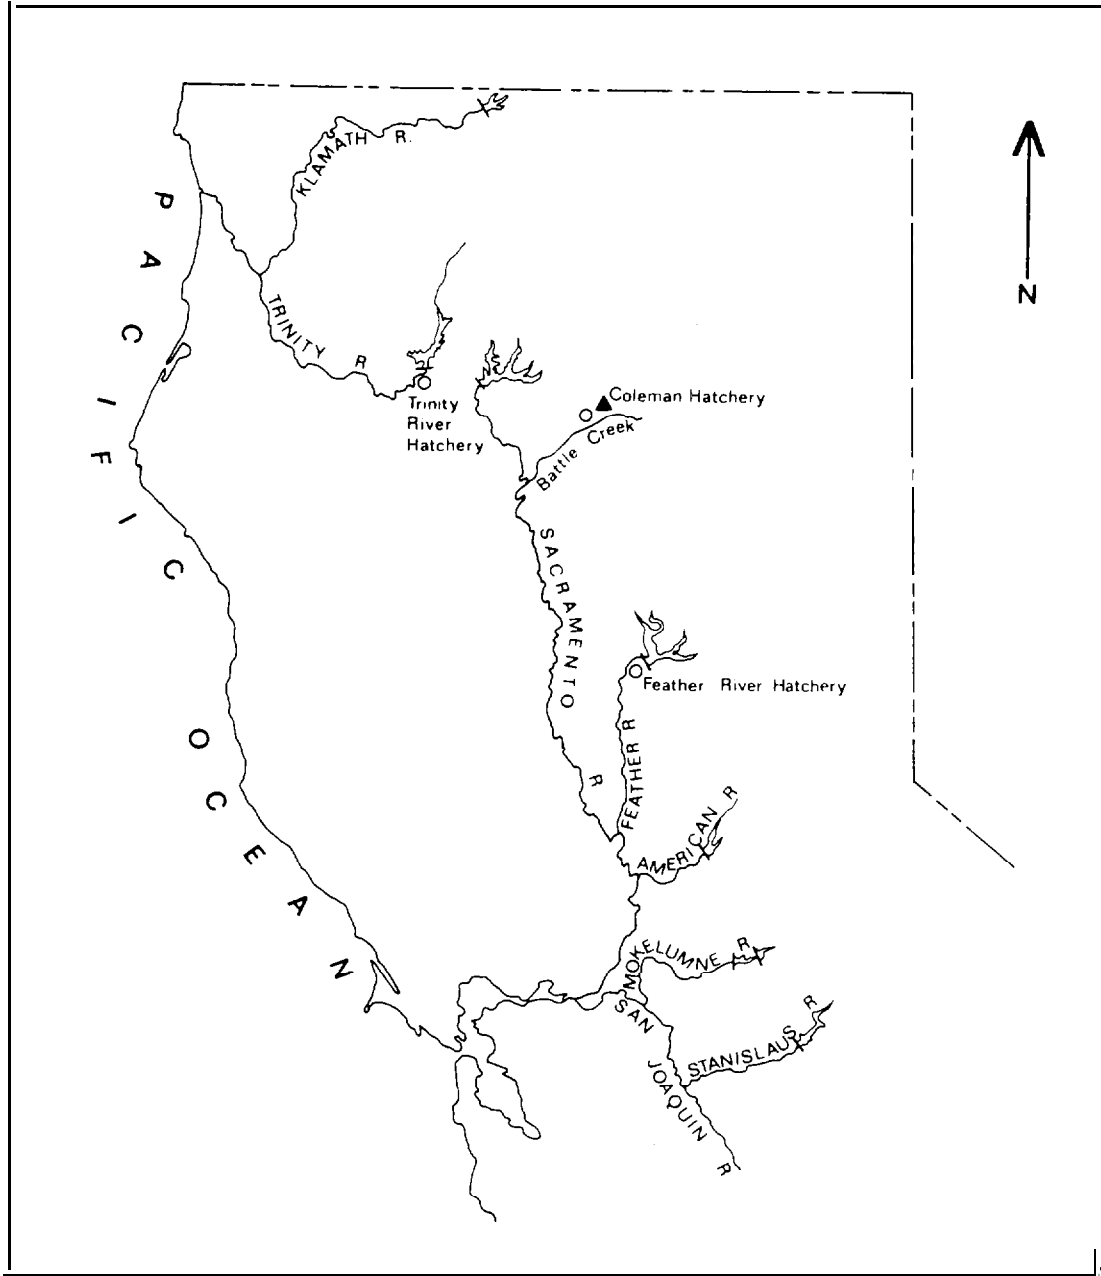 KLAMATH R.
PACIFIC OCEAN
N
TRINITY R
Coleman Hatchery
Trinity
River
Hatchery
Battle Creek
SACRAMENTO R
Feather River Hatchery
FEATHER R
AMERICAN R
MOKELUMNE R
SAN JOAQUIN R
STANISLAUS R